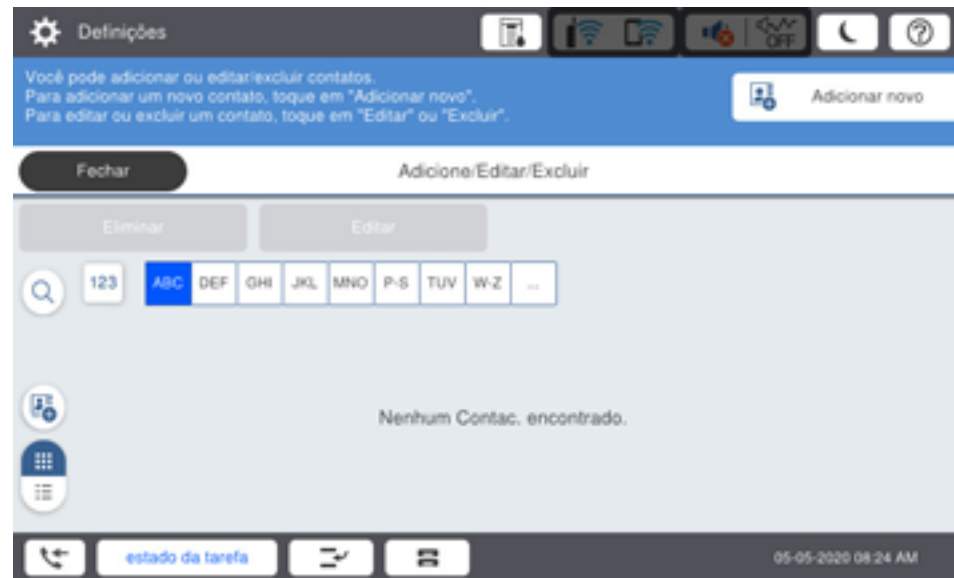 Definições
OFF
Você pode adicionar ou editar/excluir contatos.
Para adicionar um novo contato, toque em "Adicionar novo".
Para editar ou excluir um contato, toque em "Editar" ou "Excluir".
Adicionar novo
Fechar
Adicione/Editar/Excluir
Eliminar
Editar
123
ABC DEF GHI JKL MNO P-S TUV W-Z ...
Nenhum Contac. encontrado.
estado da tarefa
05-05-2020 08:24 AM